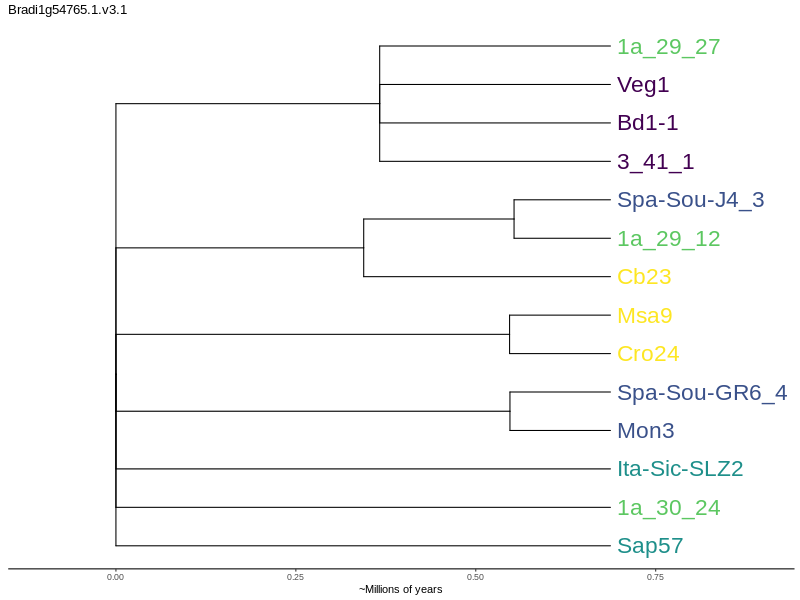 Bradi1g54765.1.v3.1
1a_29_27
Veg1
Bd1-1
3_41_1
Spa-Sou-J4_3
1a_29_12
Cb23
Msa9
Cro24
Spa-Sou-GR6_4
Mon3
Ita-Sic-SLZ2
1a_30_24
Sap57
0.00 0.25 0.50 0.75
~Millions of years